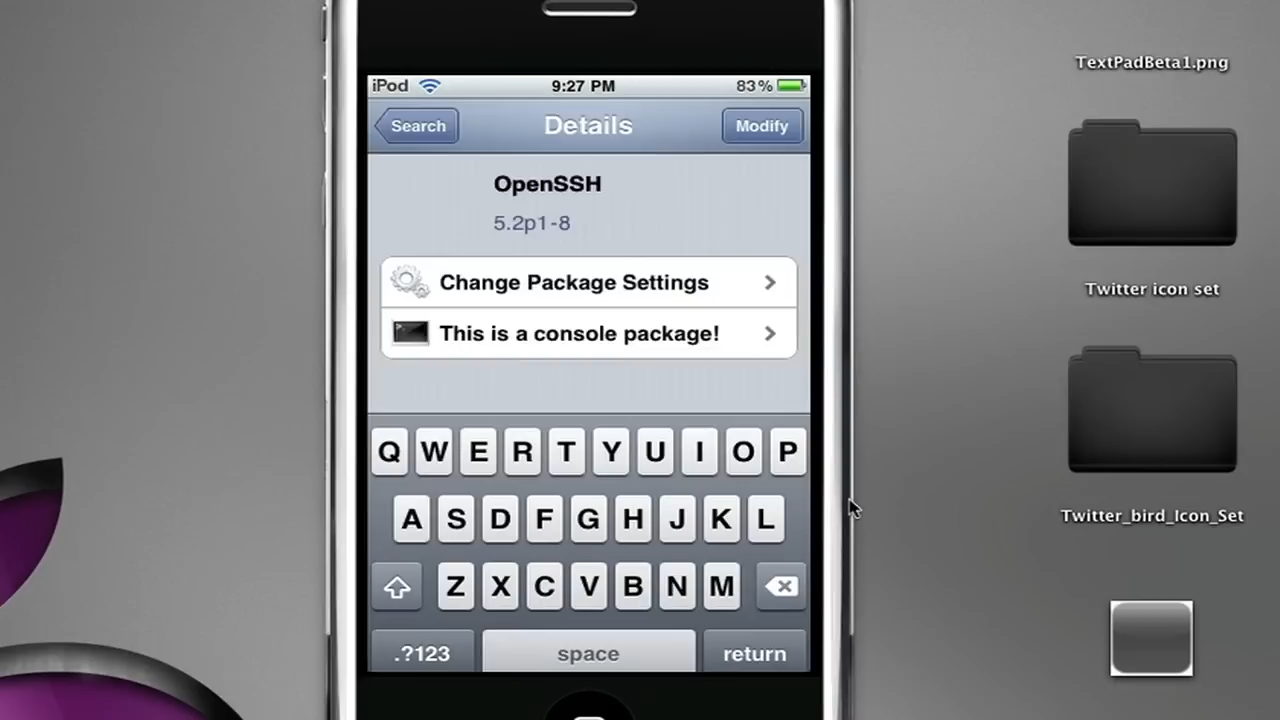 iPod 9:27 PM 83%
Search Details Modify
OpenSSH
5.2p1-8
Change Package Settings
This is a console package!
Q W E R T Y U I O P
A S D F G H J K L
Z X C V B N M
.?123 space return
TextPadBeta1.png
Twitter icon set
Twitter_bird_Icon_Set